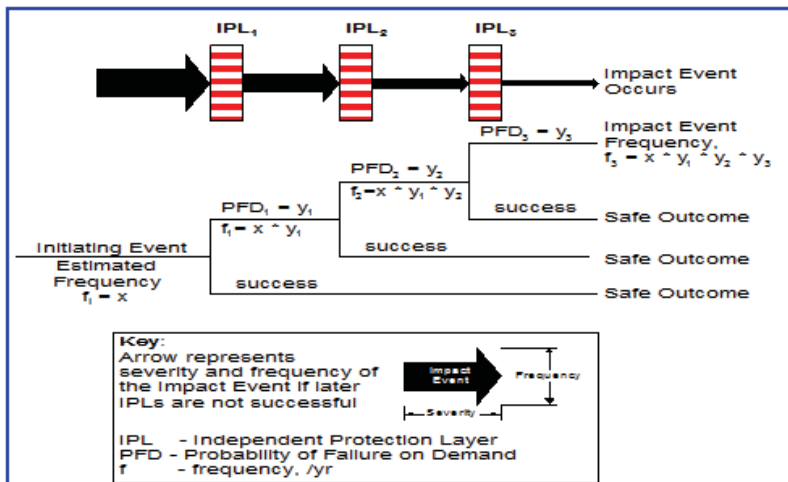 IPL₁ IPL₂ IPL₃
Impact Event
Occurs
PFD₃ = y₃
Impact Event
Frequency,
f₃ = x * y₁ * y₂ * y₃
PFD₂ = y₂
f₂=x * y₁ * y₂
success
Safe Outcome
PFD₁ = y₁
f₁= x * y₁
success
Safe Outcome
Initiating Event
Estimated
Frequency
fᵢ = x
success
Safe Outcome
Key:
Arrow represents
severity and frequency of
the Impact Event if later
IPLs are not successful
Impact
Event
Frequency
Severity
IPL - Independent Protection Layer
PFD - Probability of Failure on Demand
f - frequency, /yr